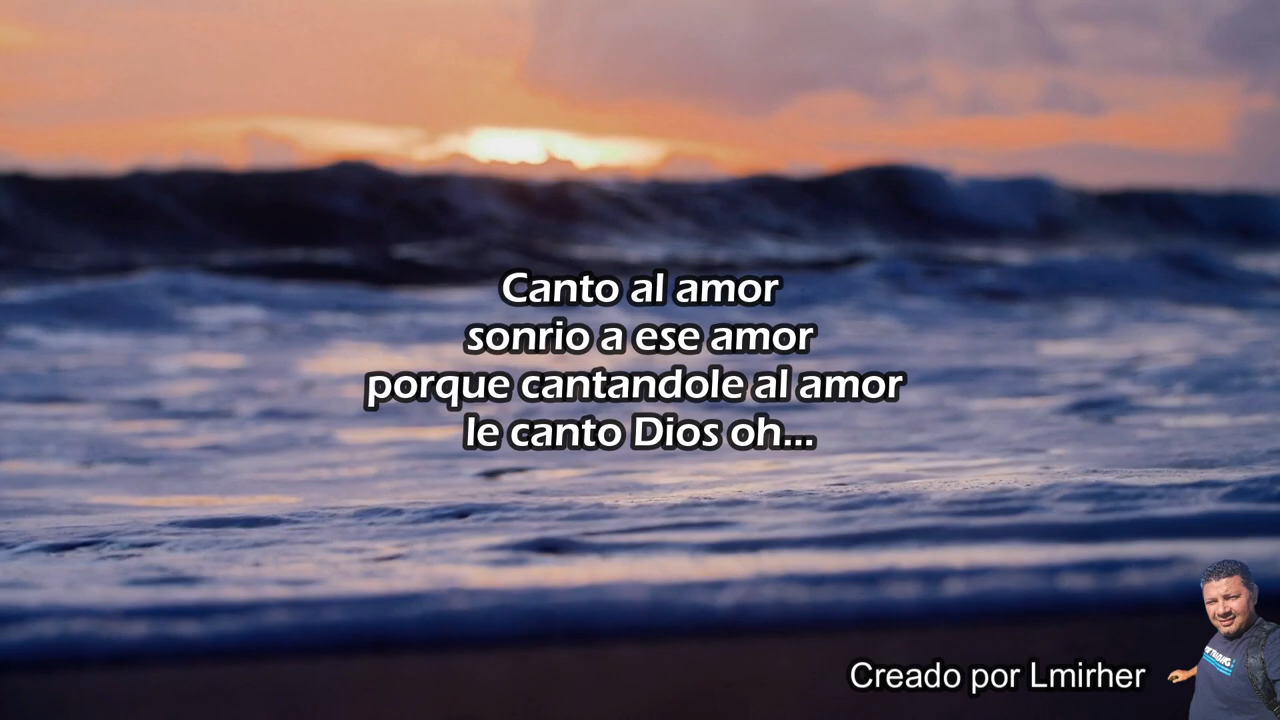 Canto al amor
sonrio a ese amor
porque cantandole al amor
le canto Dios oh...
Creado por Lmirher